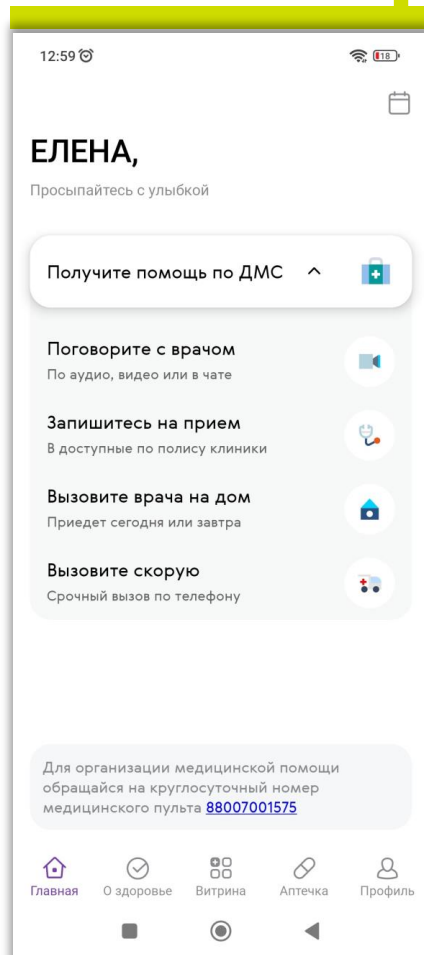 12:59
18
ЕЛЕНА,
Просыпайтесь с улыбкой
Получите помощь по ДМС
Поговорите с врачом
По аудио, видео или в чате
Запишитесь на прием
В доступные по полису клиники
Вызовите врача на дом
Приедет сегодня или завтра
Вызовите скорую
Срочный вызов по телефону
Для организации медицинской помощи
обращайся на круглосуточный номер
медицинского пульта 88007001575
Главная О здоровье Витрина Аптечка Профиль